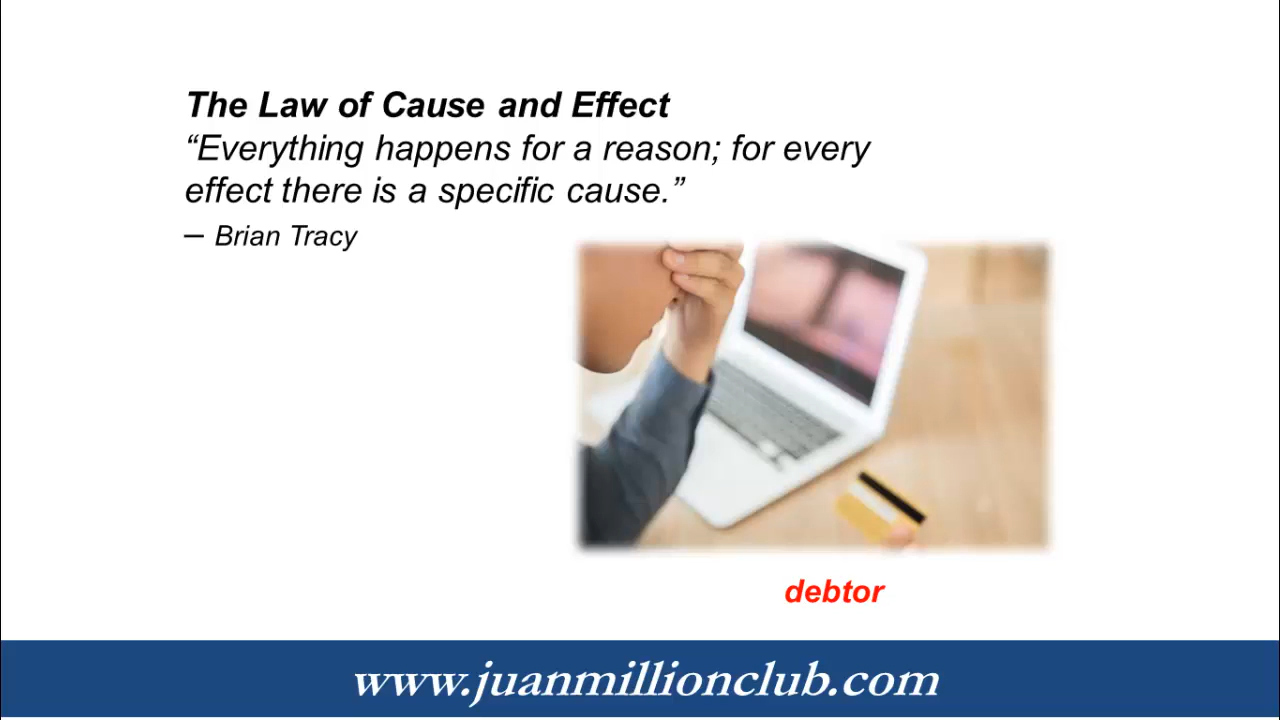 The Law of Cause and Effect
“Everything happens for a reason; for every
effect there is a specific cause.”
– Brian Tracy
debtor
www.juanmillionclub.com